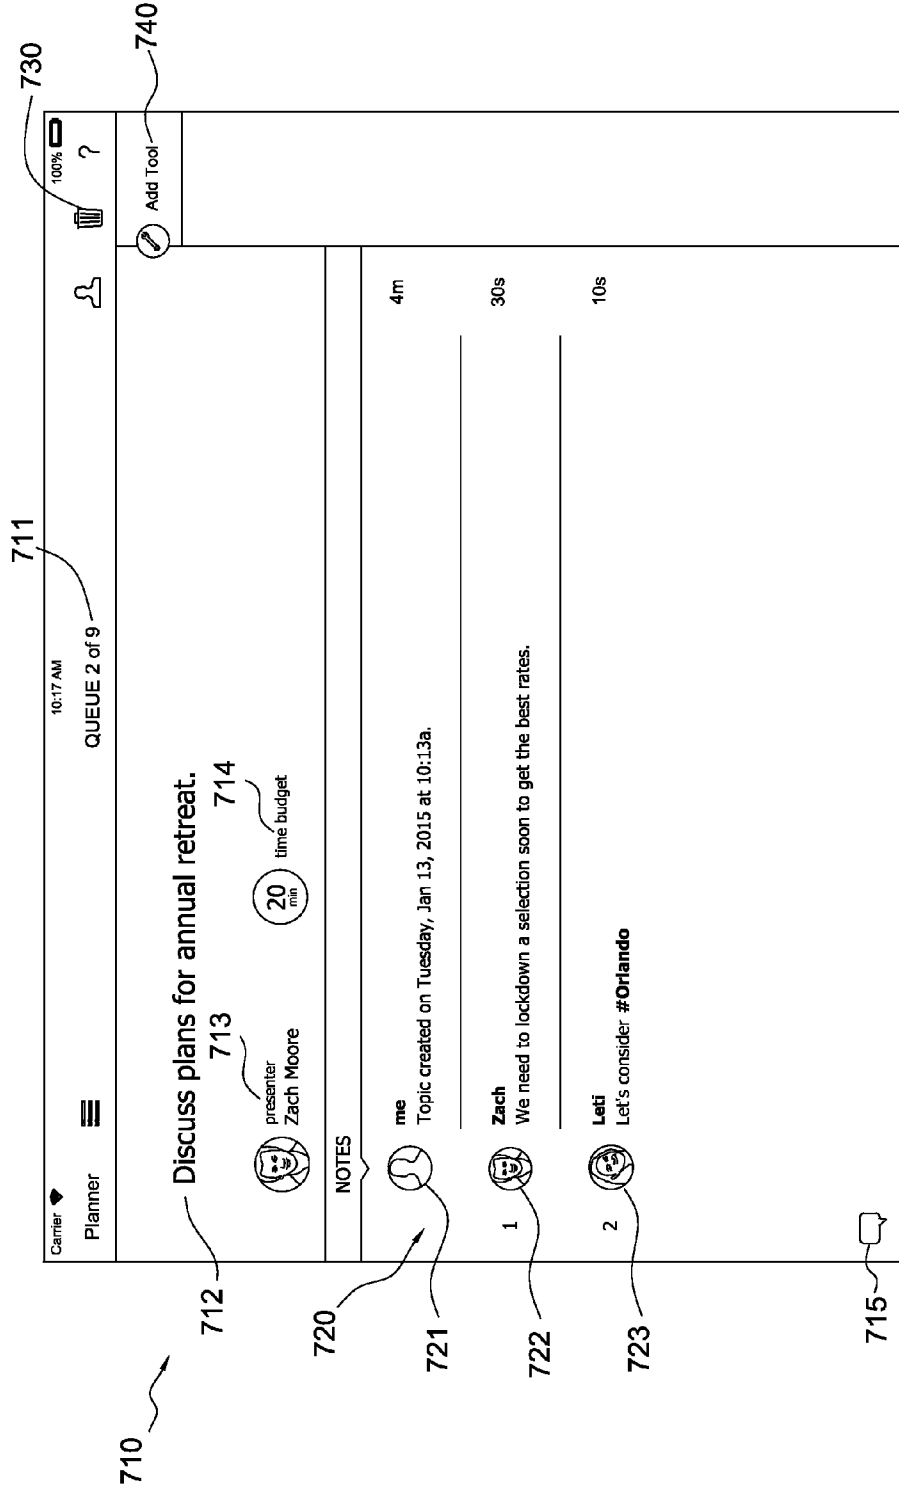 710
711
730
740
Carrier 10:17 AM 100%
Planner QUEUE 2 of 9 ?
Add Tool
712
Discuss plans for annual retreat.
713
714
presenter
Zach Moore
20
min
time budget
NOTES
720
721
me
Topic created on Tuesday, Jan 13, 2015 at 10:13a.
4m
722
1
Zach
We need to lockdown a selection soon to get the best rates.
30s
723
2
Leti
Let's consider #Orlando
10s
715